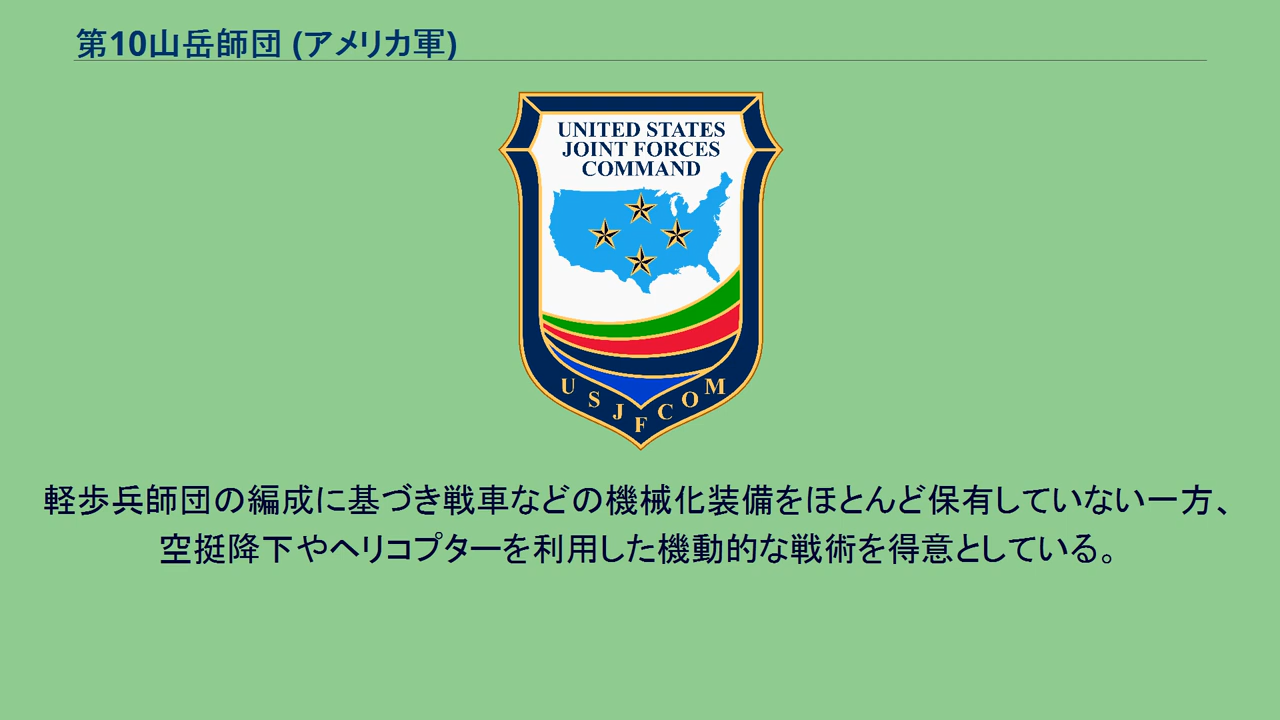 第10山岳師団 (アメリカ軍)
UNITED STATES
JOINT FORCES
COMMAND
USJFCOM
軽歩兵師団の編成に基づき戦車などの機械化装備をほとんど保有していない一方、
空挺降下やヘリコプターを利用した機動的な戦術を得意としている。